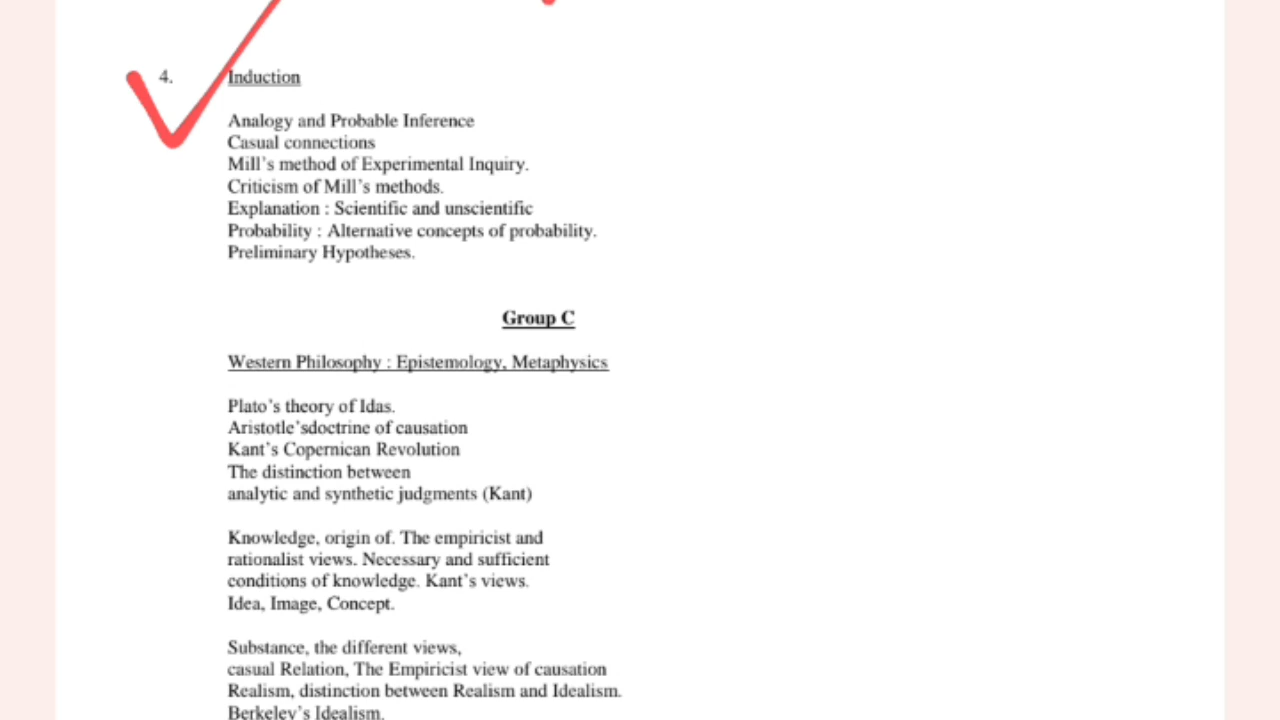 4. Induction
Analogy and Probable Inference
Casual connections
Mill's method of Experimental Inquiry.
Criticism of Mill's methods.
Explanation : Scientific and unscientific
Probability : Alternative concepts of probability.
Preliminary Hypotheses.
Group C
Western Philosophy : Epistemology, Metaphysics
Plato's theory of Idas.
Aristotle'sdoctrine of causation
Kant's Copernican Revolution
The distinction between
analytic and synthetic judgments (Kant)
Knowledge, origin of. The empiricist and
rationalist views. Necessary and sufficient
conditions of knowledge. Kant's views.
Idea, Image, Concept.
Substance, the different views,
casual Relation, The Empiricist view of causation
Realism, distinction between Realism and Idealism.
Berkeley's Idealism.